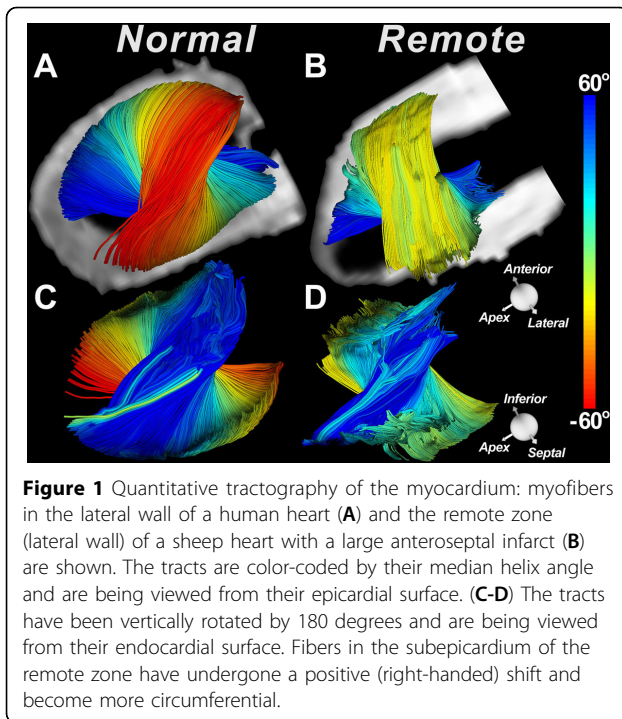 Normal
Remote
A
B
60°
C
D
Anterior
Apex
Lateral
Inferior
Apex
Septal
-60°
Figure 1 Quantitative tractography of the myocardium: myofibers
in the lateral wall of a human heart (A) and the remote zone
(lateral wall) of a sheep heart with a large anteroseptal infarct (B)
are shown. The tracts are color-coded by their median helix angle
and are being viewed from their epicardial surface. (C-D) The tracts
have been vertically rotated by 180 degrees and are being viewed
from their endocardial surface. Fibers in the subepicardium of the
remote zone have undergone a positive (right-handed) shift and
become more circumferential.